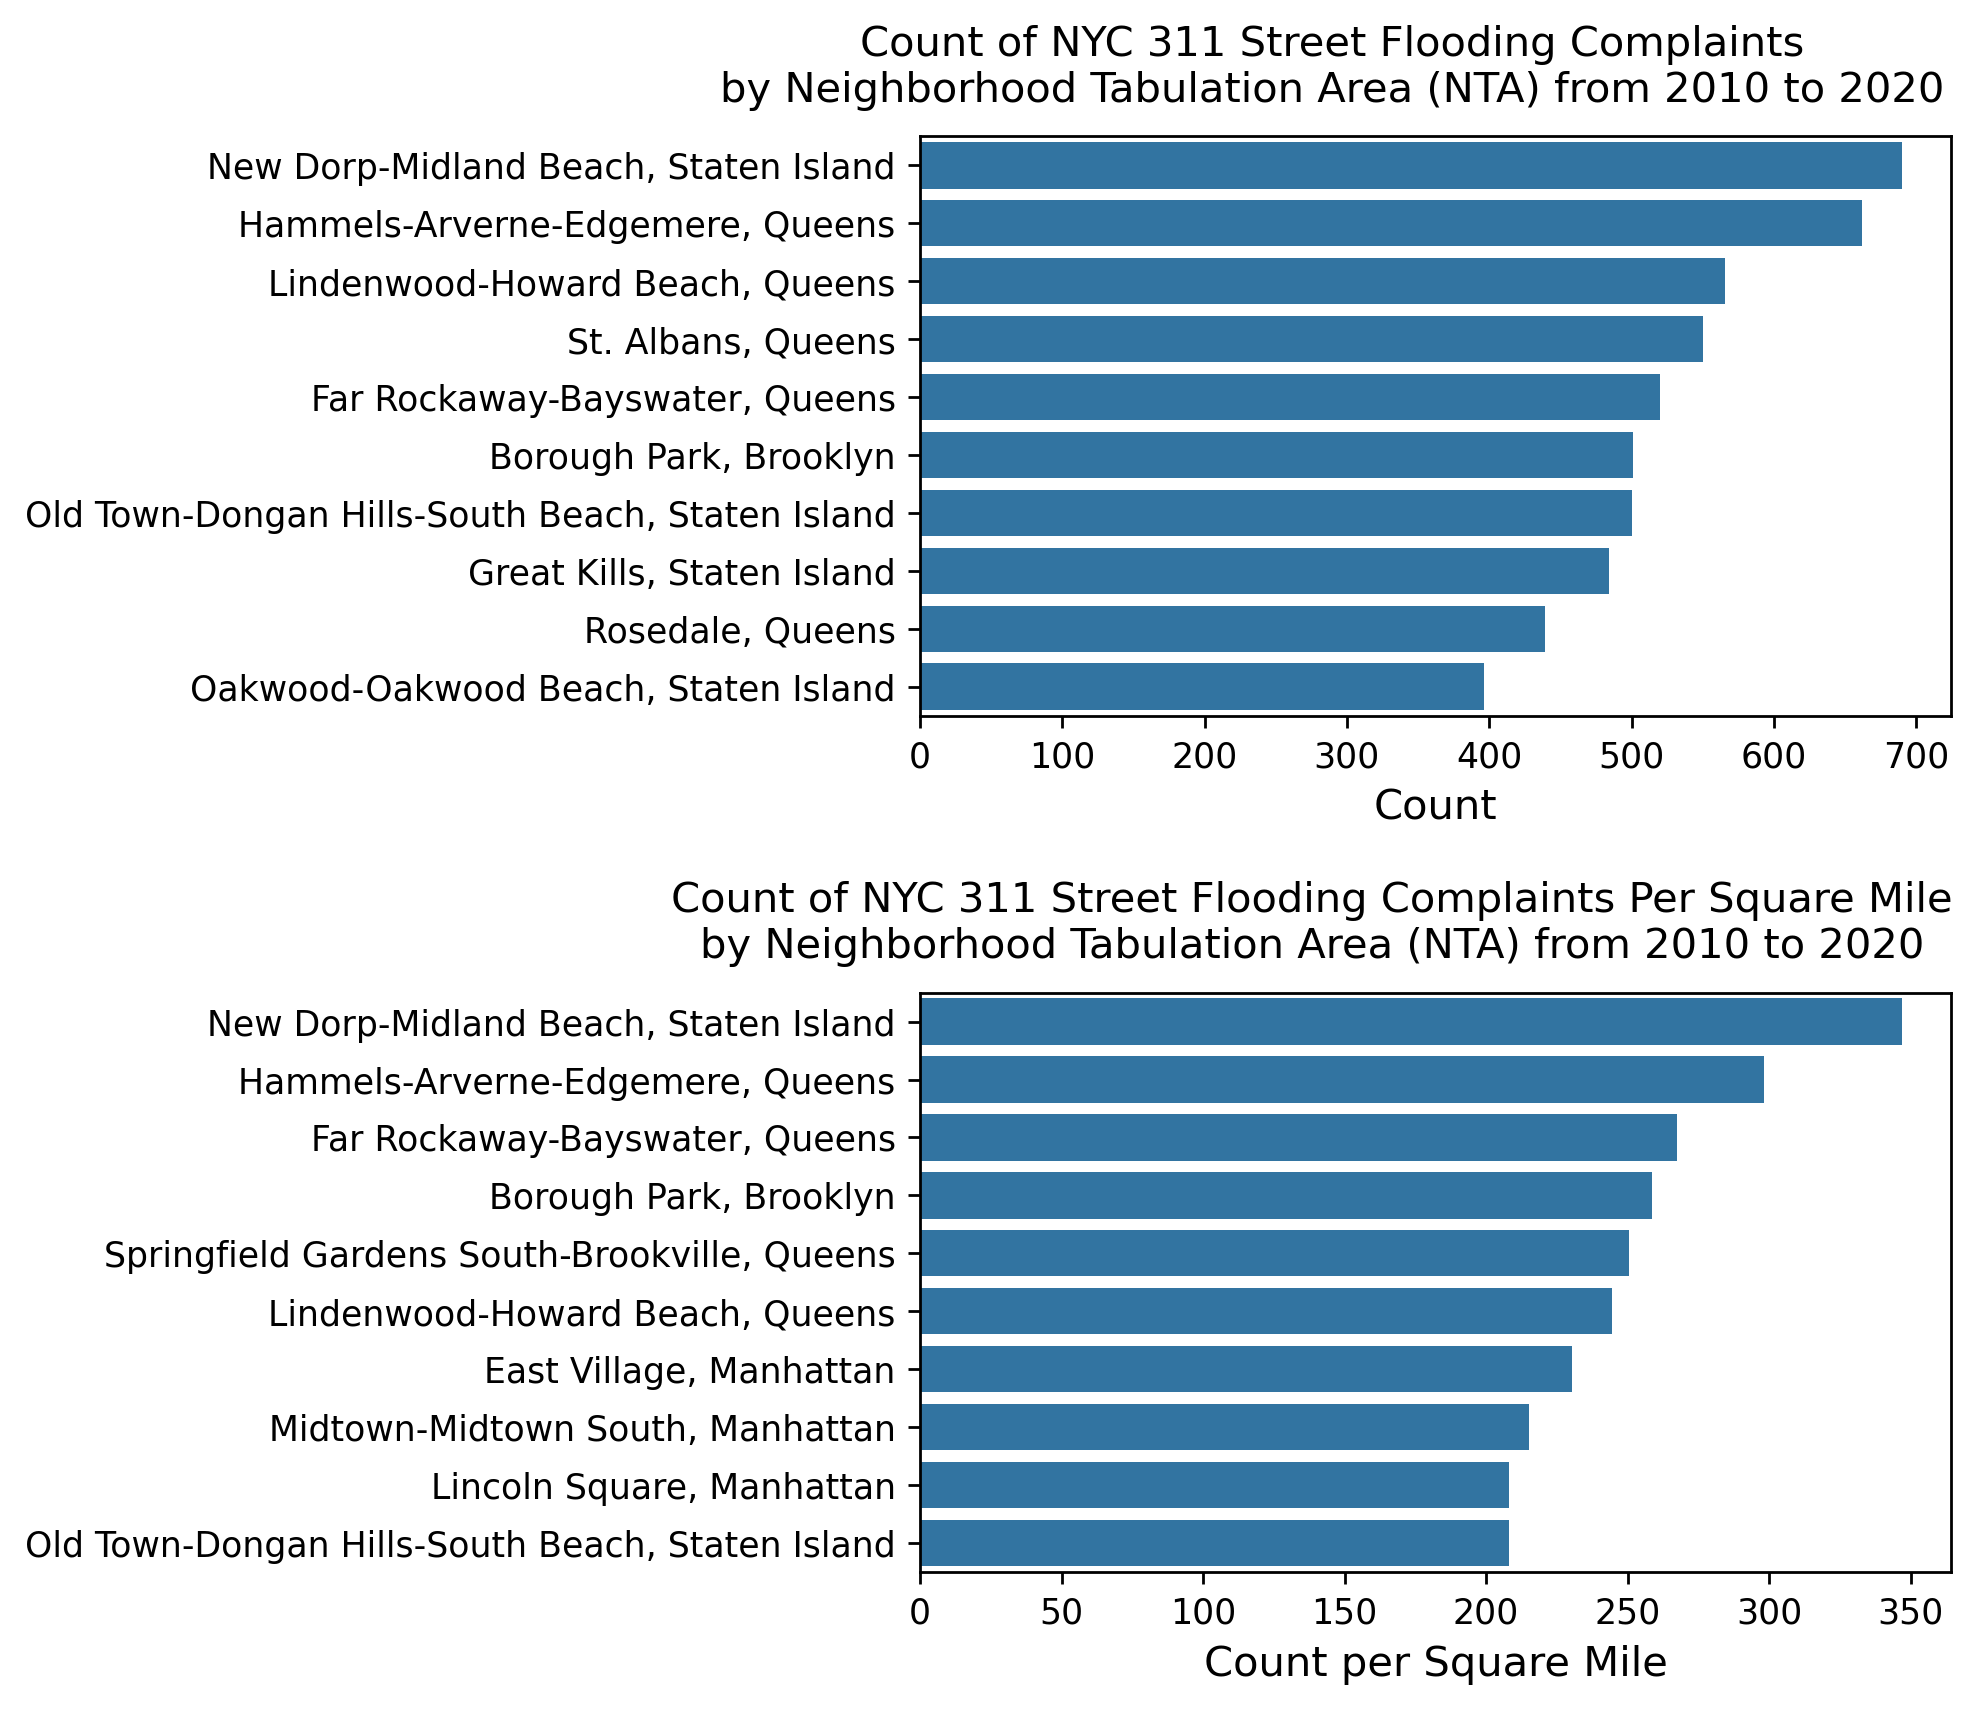 Count of NYC 311 Street Flooding Complaints
by Neighborhood Tabulation Area (NTA) from 2010 to 2020
New Dorp-Midland Beach, Staten Island
Hammels-Arverne-Edgemere, Queens
Lindenwood-Howard Beach, Queens
St. Albans, Queens
Far Rockaway-Bayswater, Queens
Borough Park, Brooklyn
Old Town-Dongan Hills-South Beach, Staten Island
Great Kills, Staten Island
Rosedale, Queens
Oakwood-Oakwood Beach, Staten Island
0 100 200 300 400 500 600 700
Count
Count of NYC 311 Street Flooding Complaints Per Square Mile
by Neighborhood Tabulation Area (NTA) from 2010 to 2020
New Dorp-Midland Beach, Staten Island
Hammels-Arverne-Edgemere, Queens
Far Rockaway-Bayswater, Queens
Borough Park, Brooklyn
Springfield Gardens South-Brookville, Queens
Lindenwood-Howard Beach, Queens
East Village, Manhattan
Midtown-Midtown South, Manhattan
Lincoln Square, Manhattan
Old Town-Dongan Hills-South Beach, Staten Island
0 50 100 150 200 250 300 350
Count per Square Mile